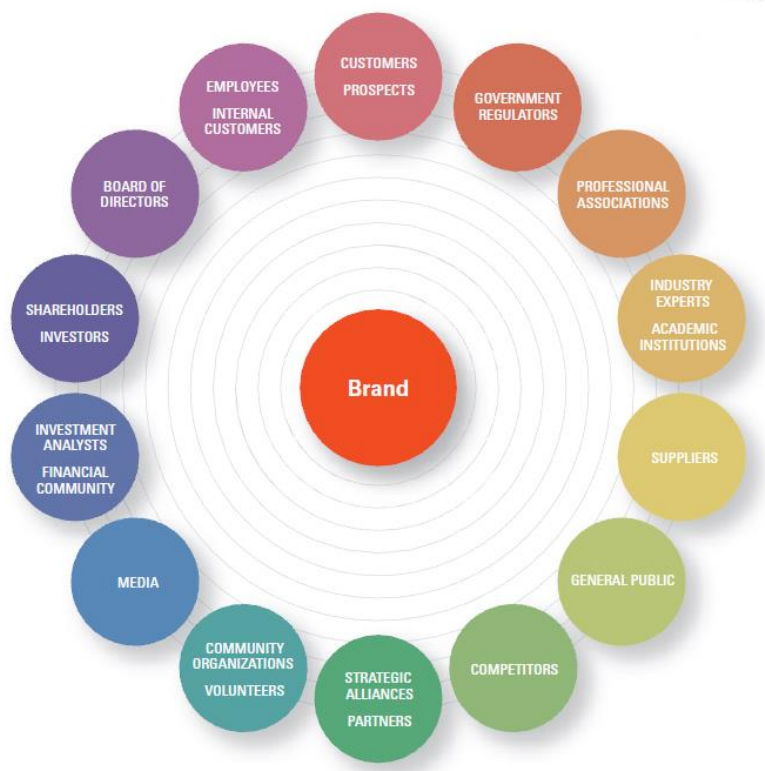 CUSTOMERS
PROSPECTS
GOVERNMENT
REGULATORS
PROFESSIONAL
ASSOCIATIONS
INDUSTRY
EXPERTS
ACADEMIC
INSTITUTIONS
SUPPLIERS
GENERAL PUBLIC
COMPETITORS
STRATEGIC
ALLIANCES
PARTNERS
COMMUNITY
ORGANIZATIONS
VOLUNTEERS
MEDIA
INVESTMENT
ANALYSTS
FINANCIAL
COMMUNITY
SHAREHOLDERS
INVESTORS
BOARD OF
DIRECTORS
EMPLOYEES
INTERNAL
CUSTOMERS
Brand